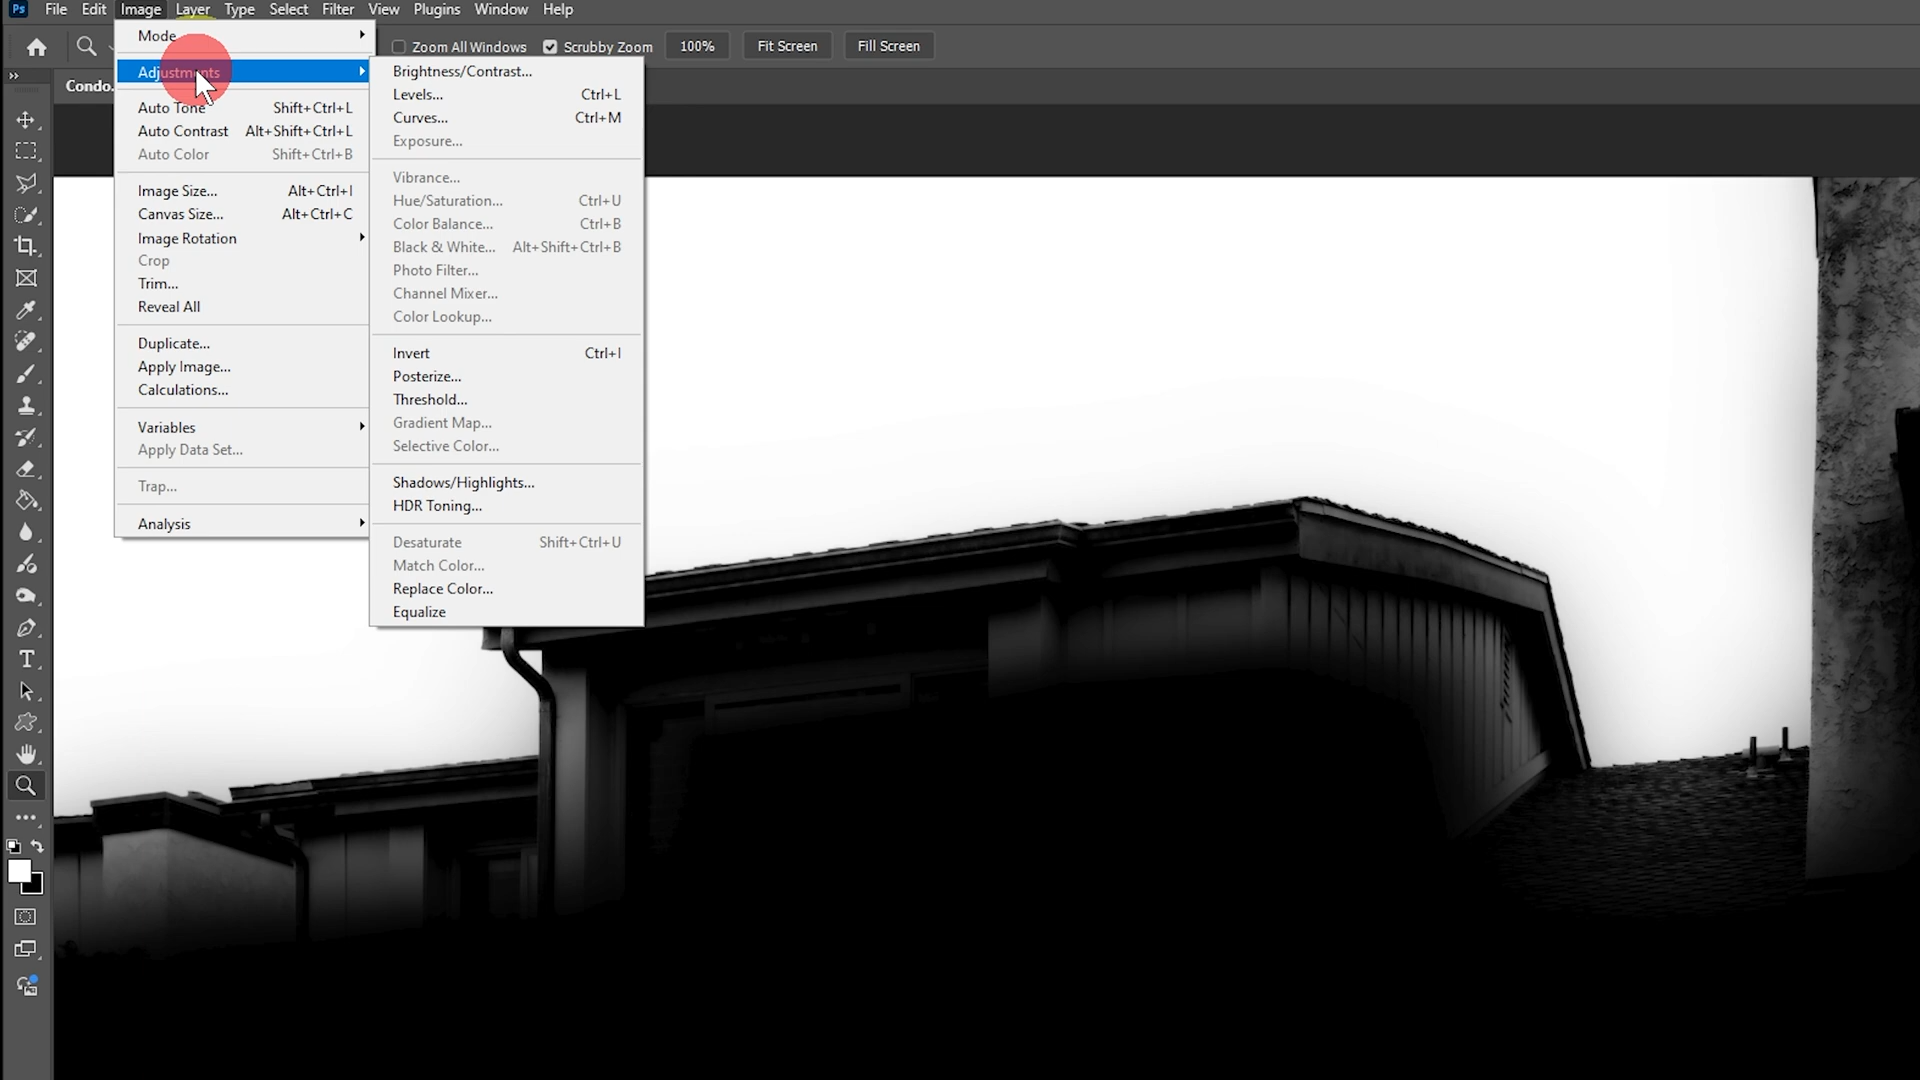 Ps File Edit Image Layer Type Select Filter View Plugins Window Help
Zoom All Windows Scrubby Zoom 100% Fit Screen Fill Screen
Condo.
Mode
Adjustments
Auto Tone Shift+Ctrl+L
Auto Contrast Alt+Shift+Ctrl+L
Auto Color Shift+Ctrl+B
Image Size... Alt+Ctrl+I
Canvas Size... Alt+Ctrl+C
Image Rotation
Crop
Trim...
Reveal All
Duplicate...
Apply Image...
Calculations...
Variables
Apply Data Set...
Trap...
Analysis
Brightness/Contrast...
Levels... Ctrl+L
Curves... Ctrl+M
Exposure...
Vibrance...
Hue/Saturation... Ctrl+U
Color Balance... Ctrl+B
Black & White... Alt+Shift+Ctrl+B
Photo Filter...
Channel Mixer...
Color Lookup...
Invert Ctrl+I
Posterize...
Threshold...
Gradient Map...
Selective Color...
Shadows/Highlights...
HDR Toning...
Desaturate Shift+Ctrl+U
Match Color...
Replace Color...
Equalize